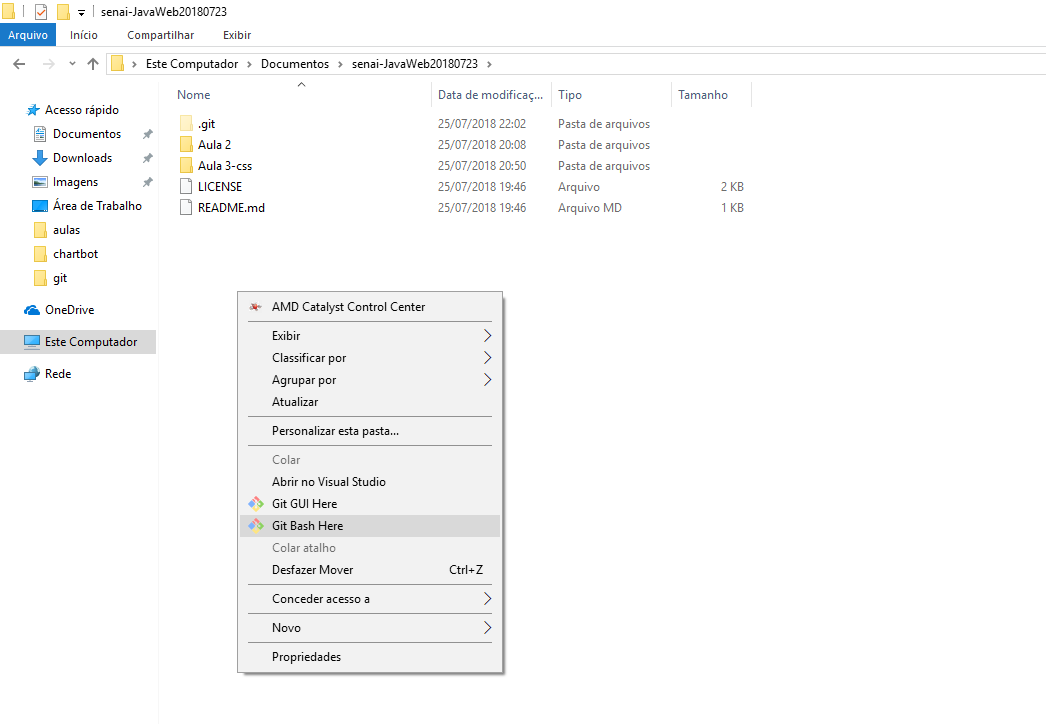 senai-JavaWeb20180723
Arquivo Início Compartilhar Exibir
Este Computador Documentos senai-JavaWeb20180723
Nome Data de modificaç... Tipo Tamanho
Acesso rápido
Documentos
Downloads
Imagens
Área de Trabalho
aulas
chartbot
git
OneDrive
Este Computador
Rede
.git 25/07/2018 22:02 Pasta de arquivos
Aula 2 25/07/2018 20:08 Pasta de arquivos
Aula 3-css 25/07/2018 20:50 Pasta de arquivos
LICENSE 25/07/2018 19:46 Arquivo 2 KB
README.md 25/07/2018 19:46 Arquivo MD 1 KB
AMD Catalyst Control Center
Exibir
Classificar por
Agrupar por
Atualizar
Personalizar esta pasta...
Colar
Abrir no Visual Studio
Git GUI Here
Git Bash Here
Colar atalho
Desfazer Mover Ctrl+Z
Conceder acesso a
Novo
Propriedades